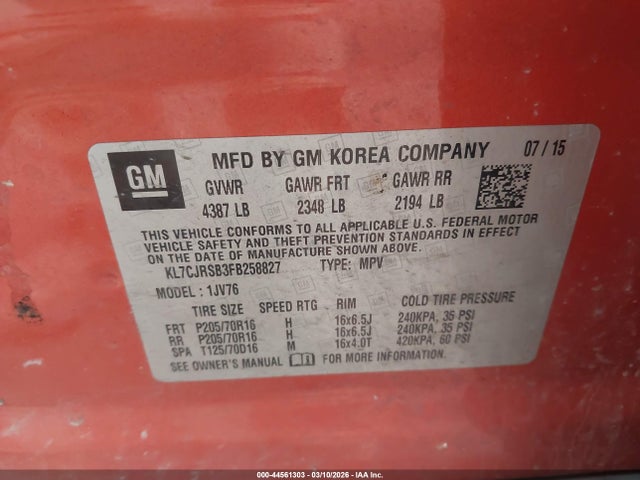 GM
MFD BY GM KOREA COMPANY 07/15
GVWR GAWR FRT GAWR RR
4387 LB 2348 LB 2194 LB
THIS VEHICLE CONFORMS TO ALL APPLICABLE U.S. FEDERAL MOTOR
VEHICLE SAFETY AND THEFT PREVENTION STANDARDS IN EFFECT
ON THE DATE OF MANUFACTURE SHOWN ABOVE.
KL7CJRSB3FB258827 TYPE: MPV
MODEL: 1JV76
TIRE SIZE SPEED RTG RIM COLD TIRE PRESSURE
FRT P205/70R16 H 16x6.5J 240KPA, 35 PSI
RR P205/70R16 H 16x6.5J 240KPA, 35 PSI
SPA T125/70D16 M 16x4.0T 420KPA, 60 PSI
SEE OWNER'S MANUAL FOR MORE INFORMATION.
000-44561303 | 03/10/2026 - IAA Inc.